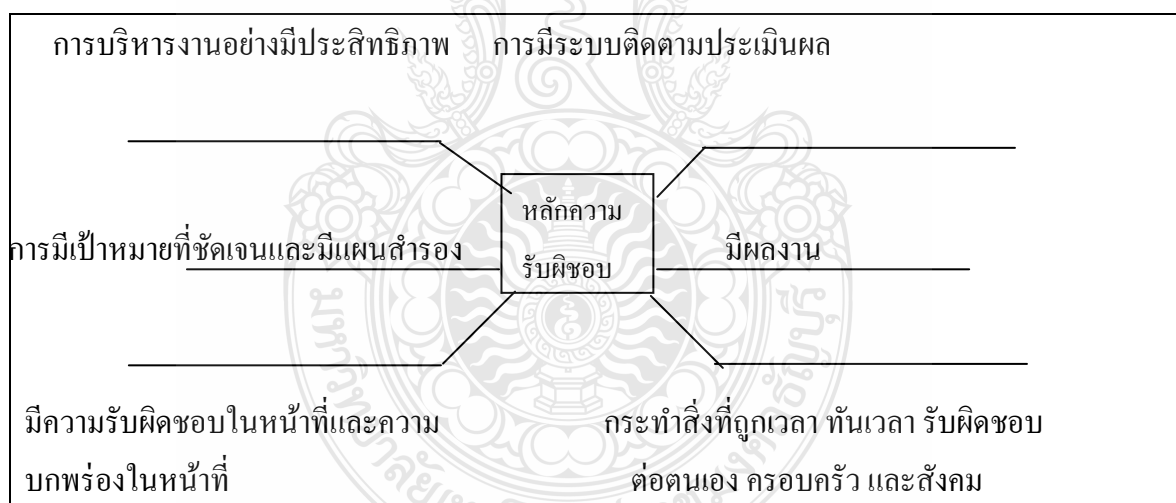 การบริหารงานอย่างมีประสิทธิภาพ การมีระบบติดตามประเมินผล
หลักความ
รับผิชอบ
การมีเป้าหมายที่ชัดเจนและมีแผนสำรอง
มีผลงาน
มีความรับผิดชอบในหน้าที่และความ
บกพร่องในหน้าที่
กระทำสิ่งที่ถูกเวลา ทันเวลา รับผิดชอบ
ต่อตนเอง ครอบครัว และสังคม